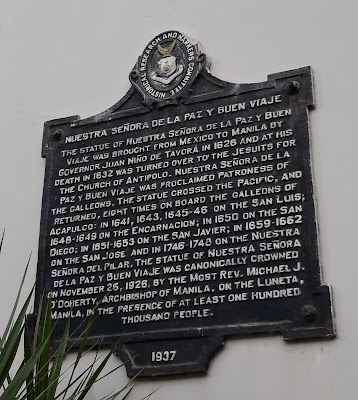 HISTORICAL RESEARCH AND MARKERS COMMITTEE
NUESTRA SEÑORA DE LA PAZ Y BUEN VIAJE
THE STATUE OF NUESTRA SEÑORA DE LA PAZ Y BUEN
VIAJE WAS BROUGHT FROM MEXICO TO MANILA BY
GOVERNOR JUAN NIÑO DE TAVORA IN 1626 AND AT HIS
DEATH IN 1632 WAS TURNED OVER TO THE JESUITS FOR
THE CHURCH OF ANTIPOLO. NUESTRA SEÑORA DE LA
PAZ Y BUEN VIAJE WAS PROCLAIMED PATRONESS OF
THE GALLEONS. THE STATUE CROSSED THE PACIFIC, AND
RETURNED, EIGHT TIMES ON BOARD THE GALLEONS OF
ACAPULCO: IN 1641, 1643, 1645-46 ON THE SAN LUIS;
1648-1649 ON THE ENCARNACION; IN 1650 ON THE SAN
DIEGO; IN 1851-1653 ON THE SAN JAVIER; IN 1659-1662
ON THE SAN JOSE AND IN 1746-1748 ON THE NUESTRA
SEÑORA DEL PILAR. THE STATUE OF NUESTRA SEÑORA
DE LA PAZ Y BUEN VIAJE WAS CANONICALLY CROWNED
ON NOVEMBER 25, 1926, BY THE MOST REV. MICHAEL J.
O'DOHERTY, ARCHBISHOP OF MANILA, ON THE LUNETA,
MANILA, IN THE PRESENCE OF AT LEAST ONE HUNDRED
THOUSAND PEOPLE.
1937